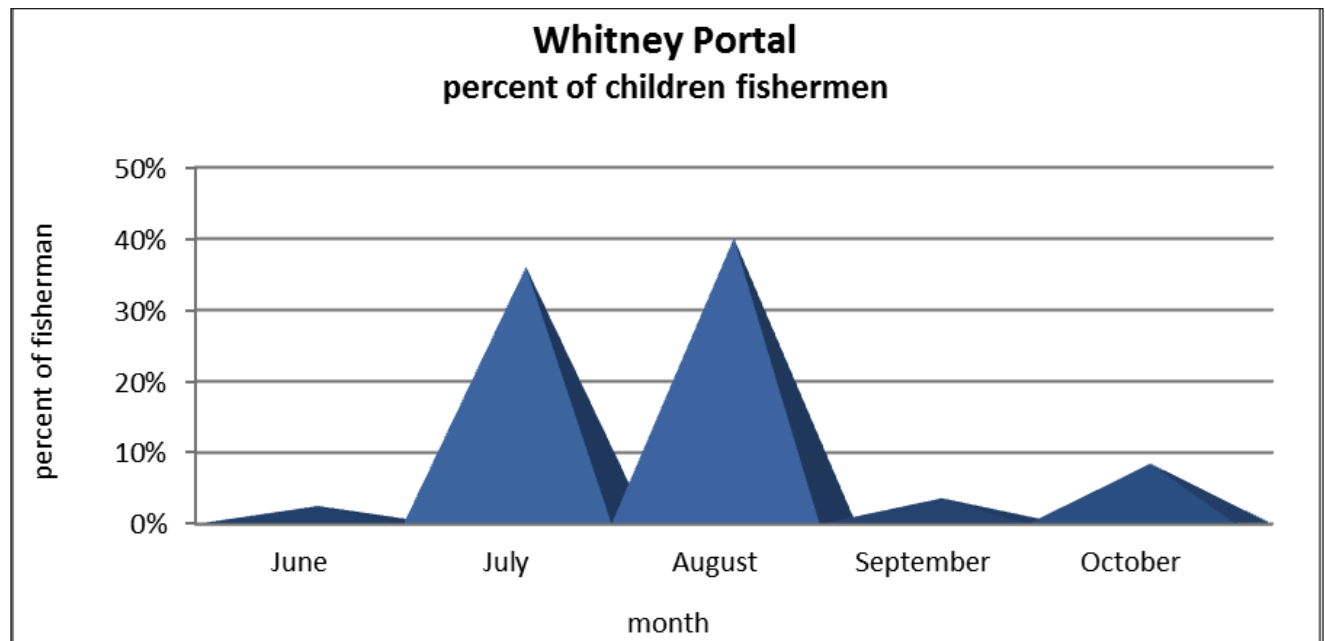 Whitney Portal
percent of children fishermen
percent of fisherman
50%
40%
30%
20%
10%
0%
June July August September October
month